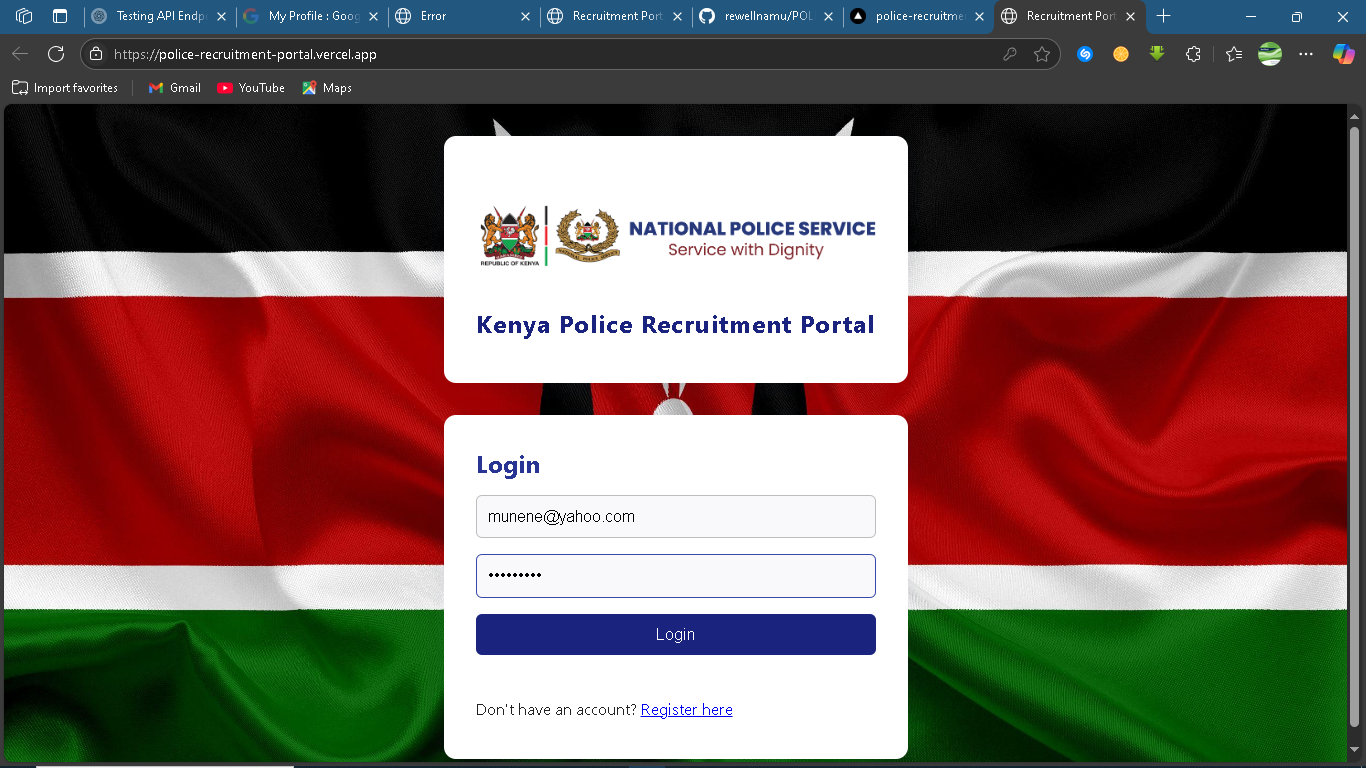 Testing API Endp
My Profile : Goog
Error
Recruitment Port
rewellnamu/POL
police-recruitme
Recruitment Port
https://police-recruitment-portal.vercel.app
Import favorites
Gmail
YouTube
Maps
REPUBLIC OF KENYA
NATIONAL POLICE SERVICE
Service with Dignity
Kenya Police Recruitment Portal
Login
munene@yahoo.com
•••••••••
Login
Don't have an account? Register here